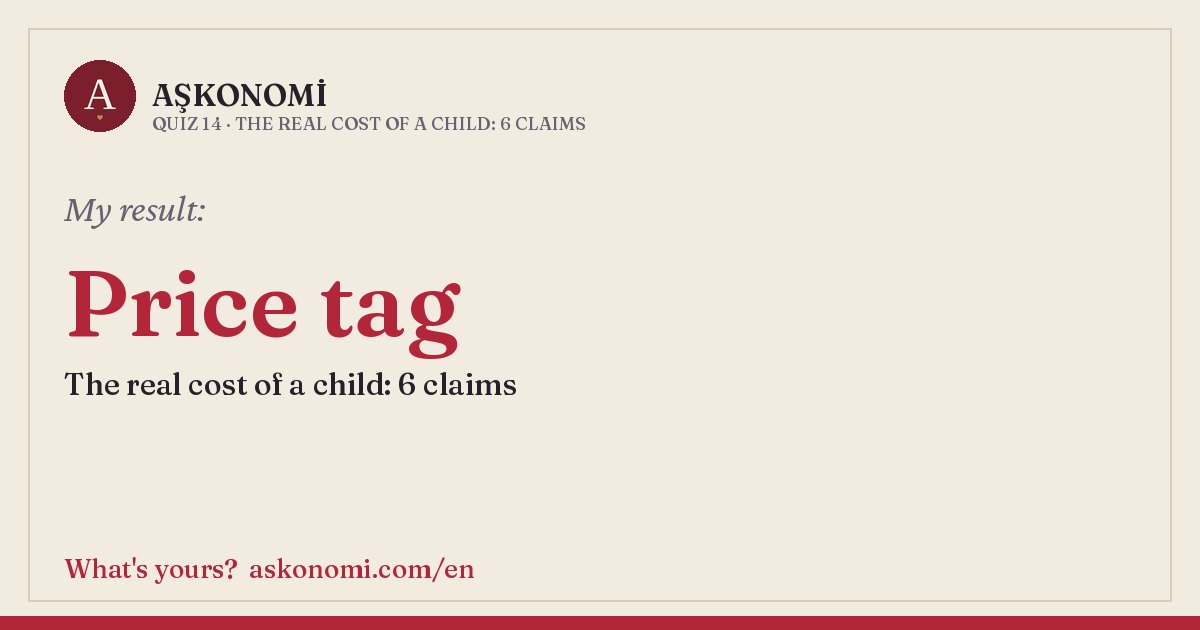 A
AŞKONOMİ
QUIZ 14 · THE REAL COST OF A CHILD: 6 CLAIMS
My result:
Price tag
The real cost of a child: 6 claims
What's yours? askonomi.com/en